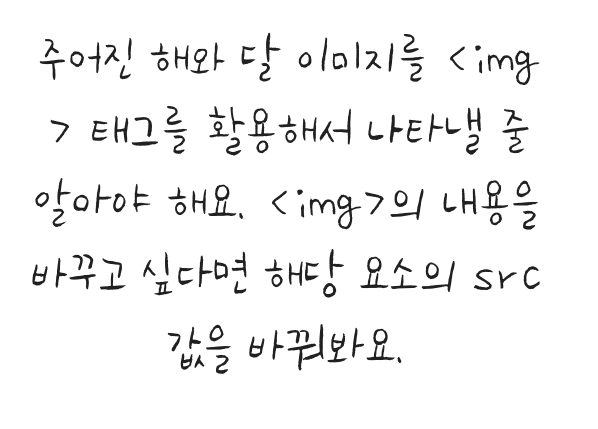 주어진 해와 달 이미지를 <img
> 태그를 활용해서 나타낼 줄
알아야 해요. <img>의 내용을
바꾸고 싶다면 해당 요소의 src
값을 바꿔봐요.